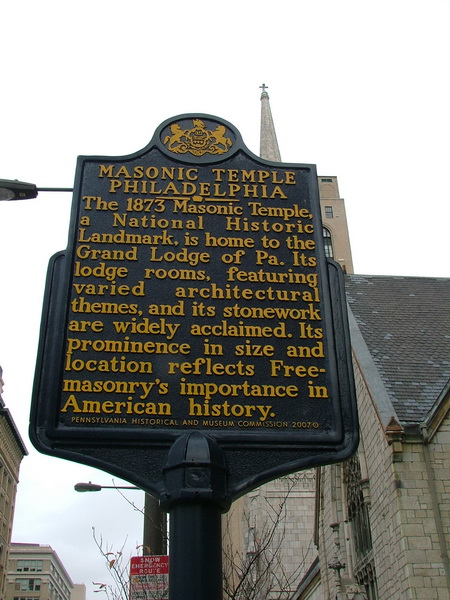 MASONIC TEMPLE
PHILADELPHIA
The 1873 Masonic Temple,
a National Historic
Landmark, is home to the
Grand Lodge of Pa. Its
lodge rooms, featuring
varied architectural
themes, and its stonework
are widely acclaimed. Its
prominence in size and
location reflects Free-
masonry's importance in
American history.
PENNSYLVANIA HISTORICAL AND MUSEUM COMMISSION 2007©
SNOW
EMERGENCY
ROUTE